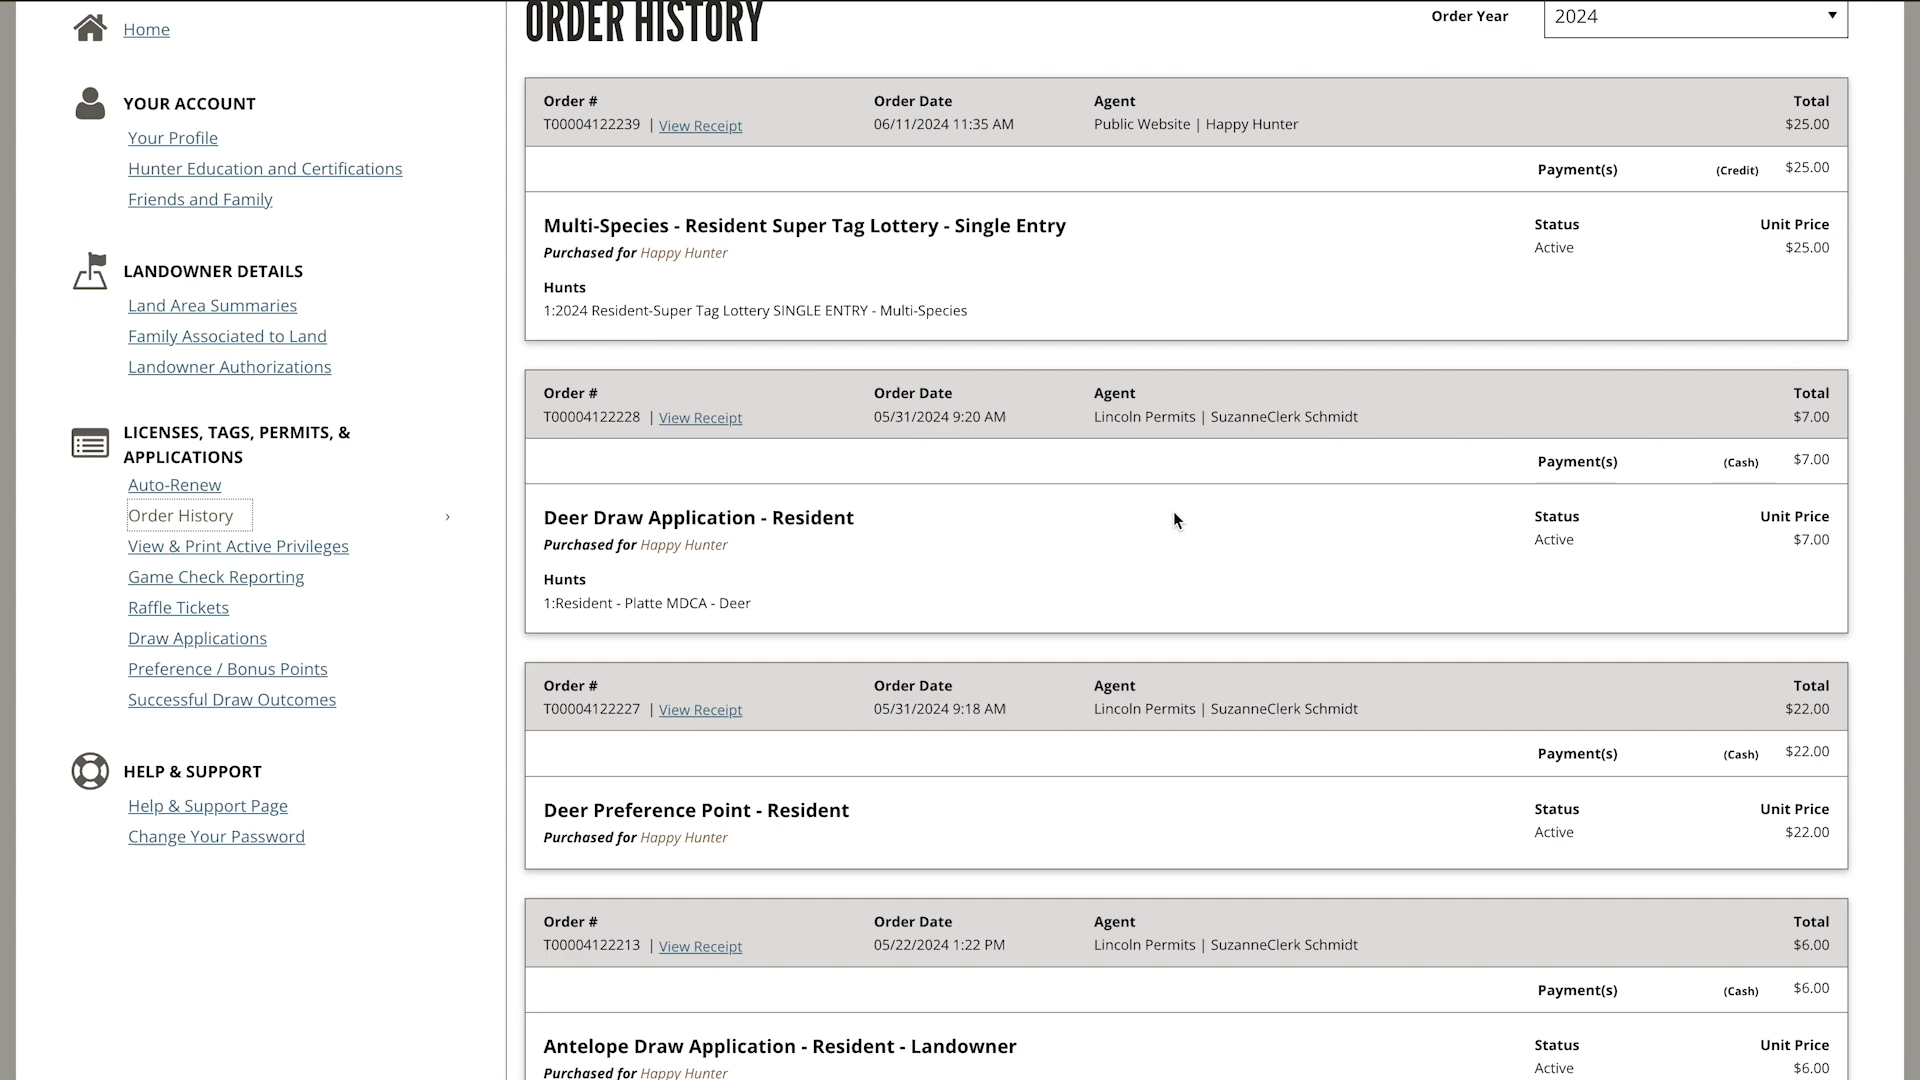 Home
YOUR ACCOUNT
Your Profile
Hunter Education and Certifications
Friends and Family
LANDOWNER DETAILS
Land Area Summaries
Family Associated to Land
Landowner Authorizations
LICENSES, TAGS, PERMITS, &
APPLICATIONS
Auto-Renew
Order History ›
View & Print Active Privileges
Game Check Reporting
Raffle Tickets
Draw Applications
Preference / Bonus Points
Successful Draw Outcomes
HELP & SUPPORT
Help & Support Page
Change Your Password
ORDER HISTORY
Order Year 2024
Order # Order Date Agent Total
T00004122239 | View Receipt 06/11/2024 11:35 AM Public Website | Happy Hunter $25.00
Payment(s) (Credit) $25.00
Multi-Species - Resident Super Tag Lottery - Single Entry Status Unit Price
Purchased for Happy Hunter Active $25.00
Hunts
1:2024 Resident-Super Tag Lottery SINGLE ENTRY - Multi-Species
Order # Order Date Agent Total
T00004122228 | View Receipt 05/31/2024 9:20 AM Lincoln Permits | SuzanneClerk Schmidt $7.00
Payment(s) (Cash) $7.00
Deer Draw Application - Resident Status Unit Price
Purchased for Happy Hunter Active $7.00
Hunts
1:Resident - Platte MDCA - Deer
Order # Order Date Agent Total
T00004122227 | View Receipt 05/31/2024 9:18 AM Lincoln Permits | SuzanneClerk Schmidt $22.00
Payment(s) (Cash) $22.00
Deer Preference Point - Resident Status Unit Price
Purchased for Happy Hunter Active $22.00
Order # Order Date Agent Total
T00004122213 | View Receipt 05/22/2024 1:22 PM Lincoln Permits | SuzanneClerk Schmidt $6.00
Payment(s) (Cash) $6.00
Antelope Draw Application - Resident - Landowner Status Unit Price
Purchased for Happy Hunter Active $6.00